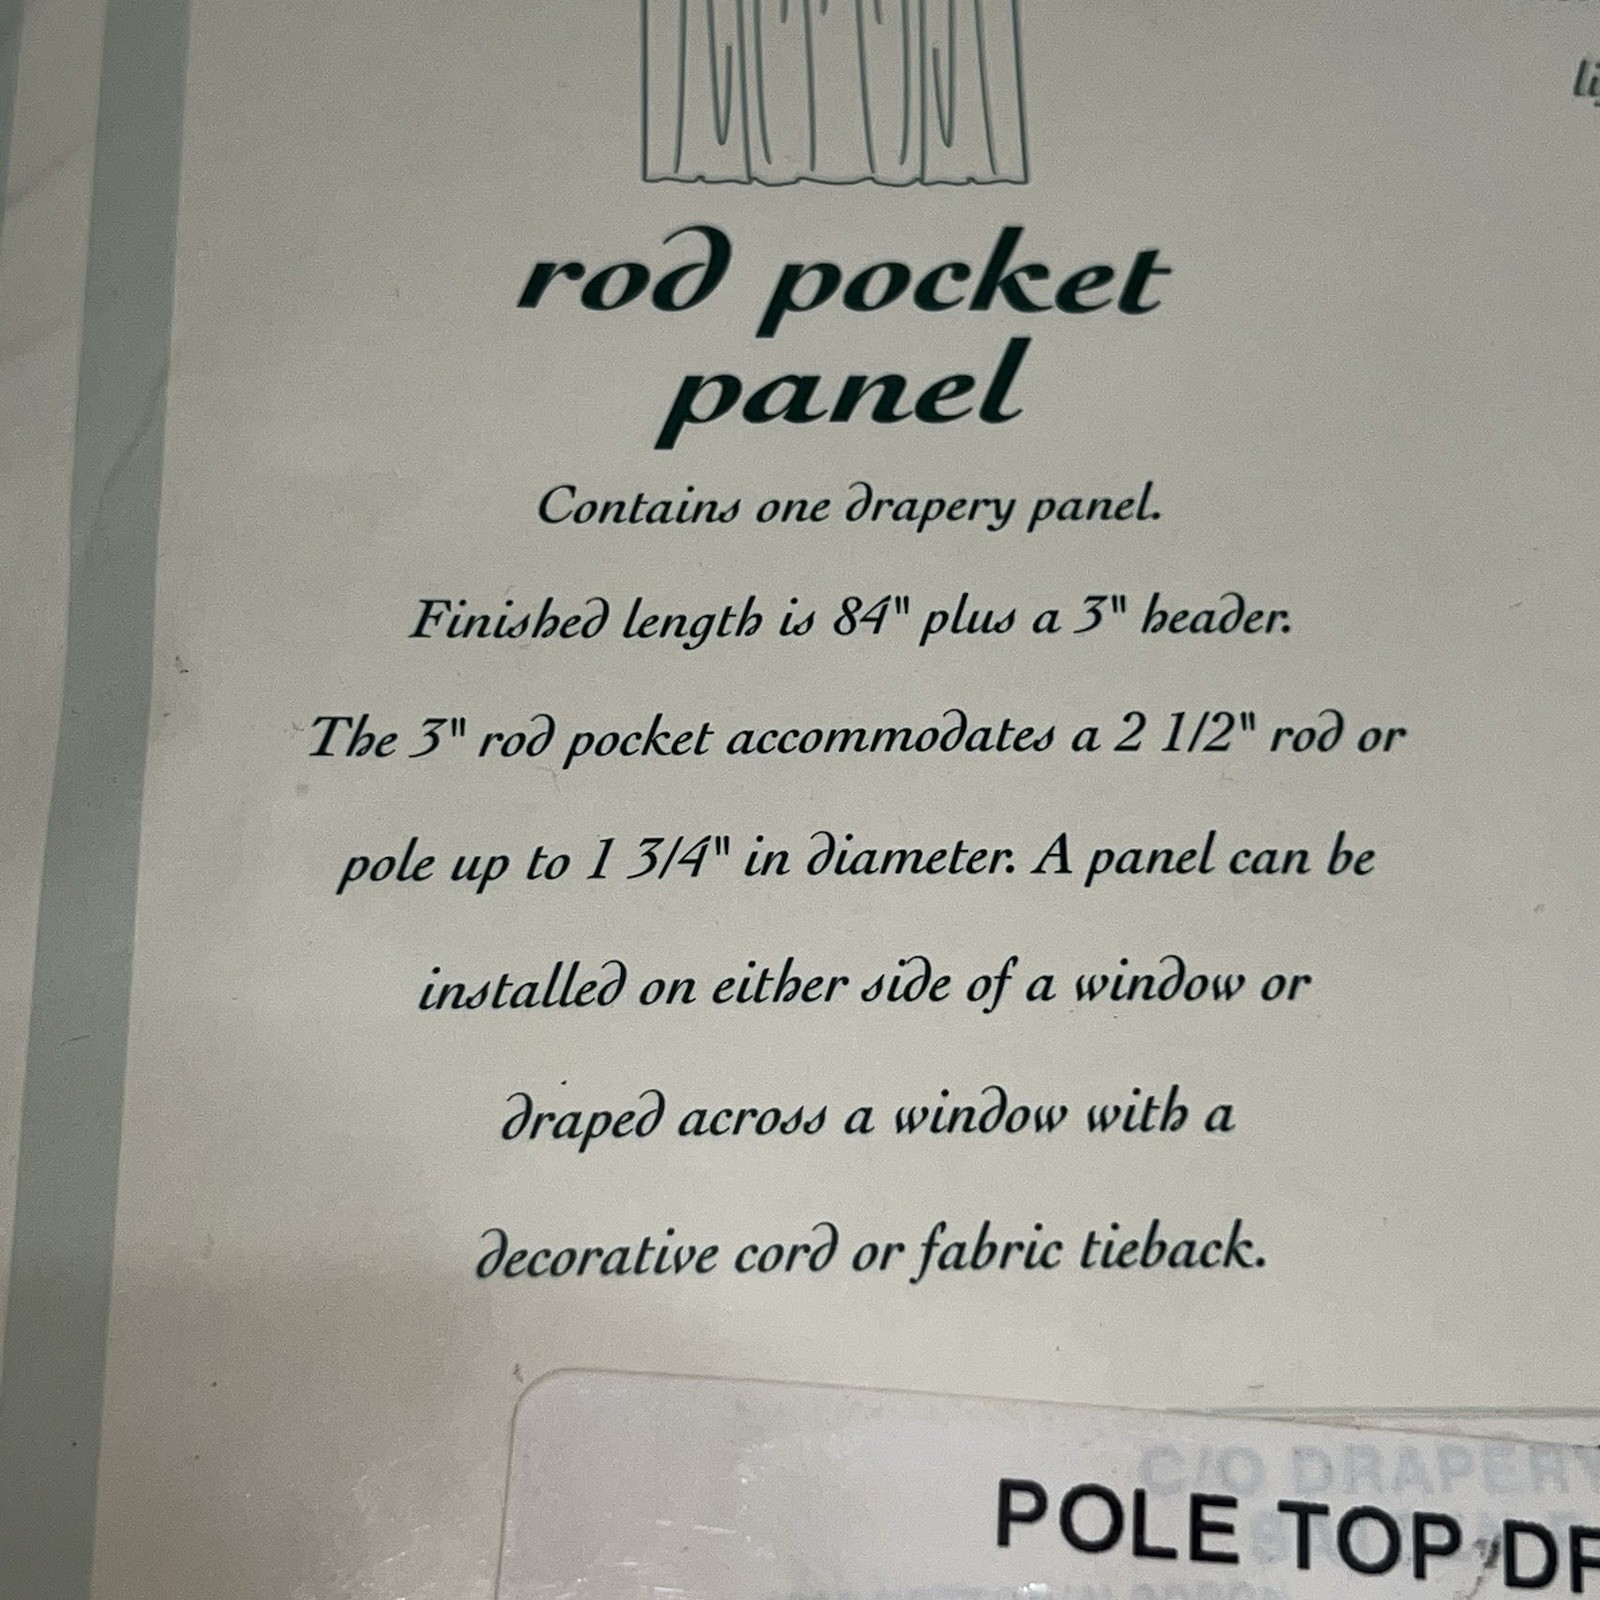 rod pocket
panel
Contains one drapery panel.
Finished length is 84" plus a 3" header.
The 3" rod pocket accommodates a 2 1/2" rod or
pole up to 1 3/4" in diameter. A panel can be
installed on either side of a window or
draped across a window with a
decorative cord or fabric tieback.
C/O DRAPERY
POLE TOP